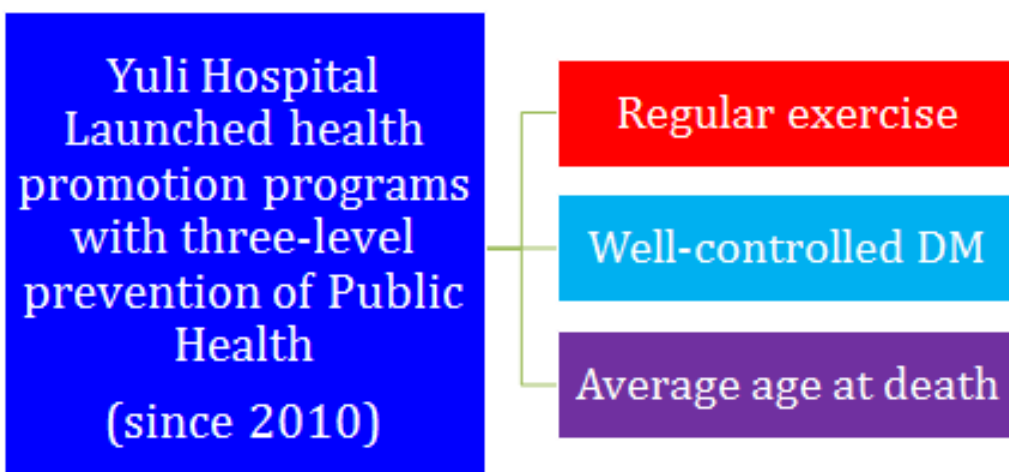 Yuli Hospital
Launched health
promotion programs
with three-level
prevention of Public
Health
(since 2010)
Regular exercise
Well-controlled DM
Average age at death